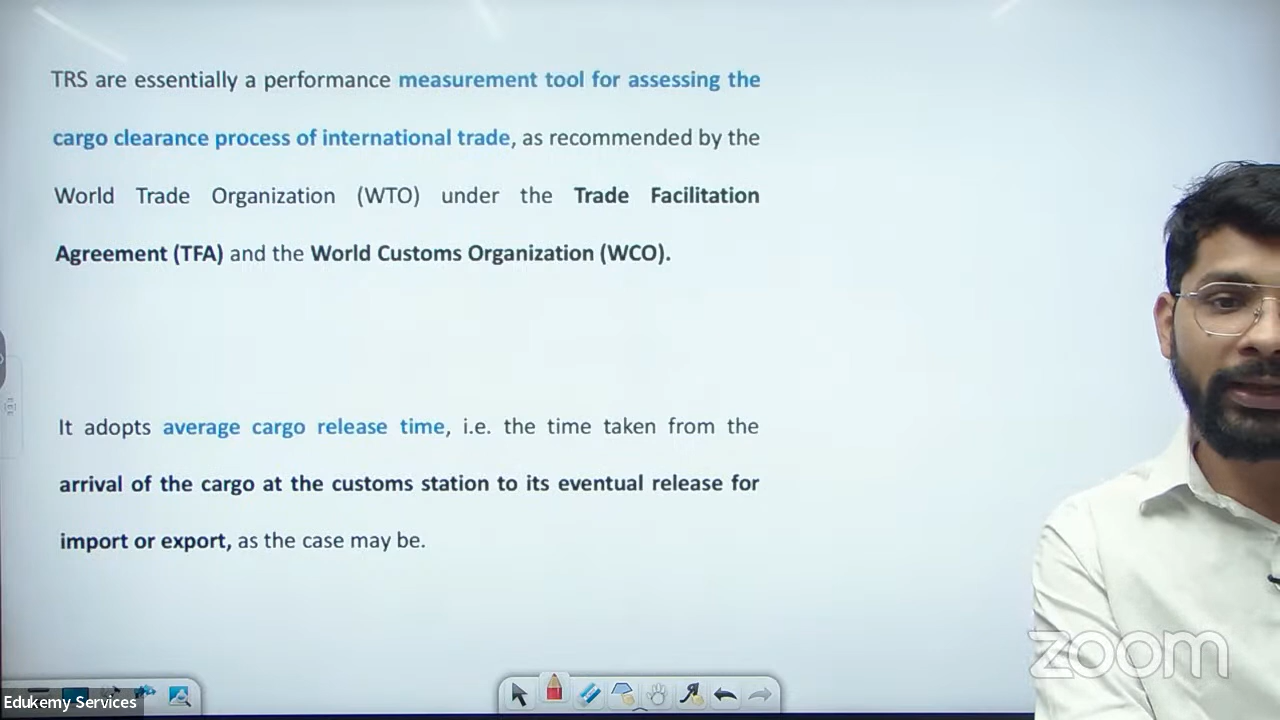 TRS are essentially a performance measurement tool for assessing the
cargo clearance process of international trade, as recommended by the
World Trade Organization (WTO) under the Trade Facilitation
Agreement (TFA) and the World Customs Organization (WCO).
It adopts average cargo release time, i.e. the time taken from the
arrival of the cargo at the customs station to its eventual release for
import or export, as the case may be.
zoom
Edukemy Services